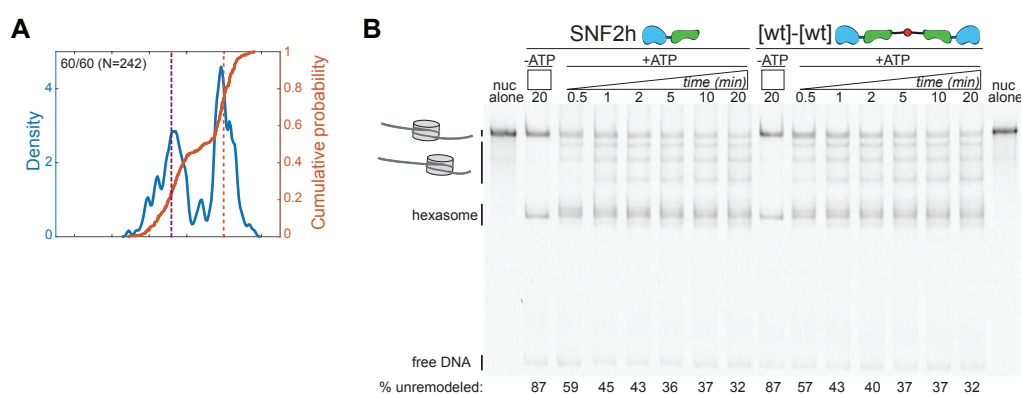 A
60/60 (N=242)
Density
4
2
0
Cumulative probability
1
0.8
0.6
0.4
0.2
0
B
SNF2h
[wt]-[wt]
-ATP
+ATP
-ATP
+ATP
time (min)
time (min)
nuc alone
20
0.5
1
2
5
10
20
20
0.5
1
2
5
10
20
nuc alone
hexasome
free DNA
% unremodeled: 87 59 45 43 36 37 32 87 57 43 40 37 37 32